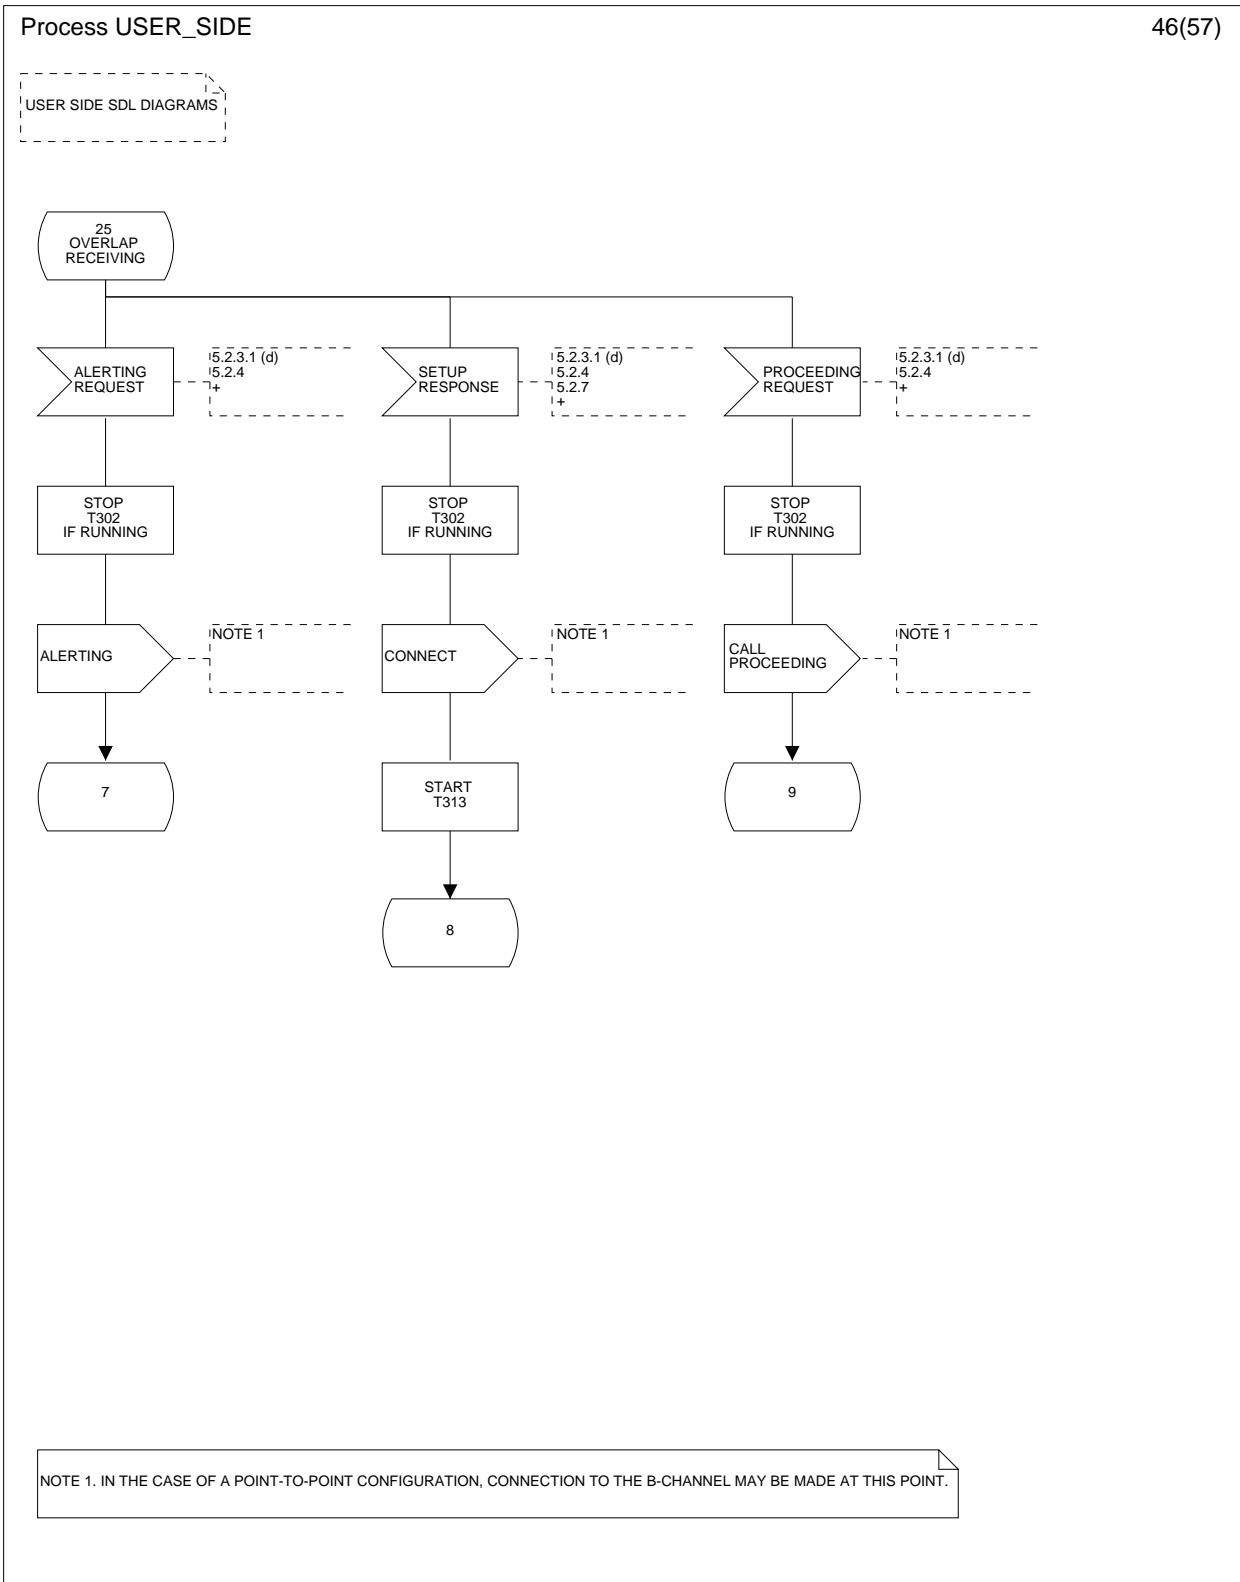 Process USER_SIDE
46(57)
USER SIDE SDL DIAGRAMS
25
OVERLAP
RECEIVING
ALERTING
REQUEST
5.2.3.1 (d)
5.2.4
+
SETUP
RESPONSE
5.2.3.1 (d)
5.2.4
5.2.7
+
PROCEEDING
REQUEST
5.2.3.1 (d)
5.2.4
+
STOP
T302
IF RUNNING
STOP
T302
IF RUNNING
STOP
T302
IF RUNNING
ALERTING
NOTE 1
CONNECT
NOTE 1
CALL
PROCEEDING
NOTE 1
7
START
T313
9
8
NOTE 1. IN THE CASE OF A POINT-TO-POINT CONFIGURATION, CONNECTION TO THE B-CHANNEL MAY BE MADE AT THIS POINT.